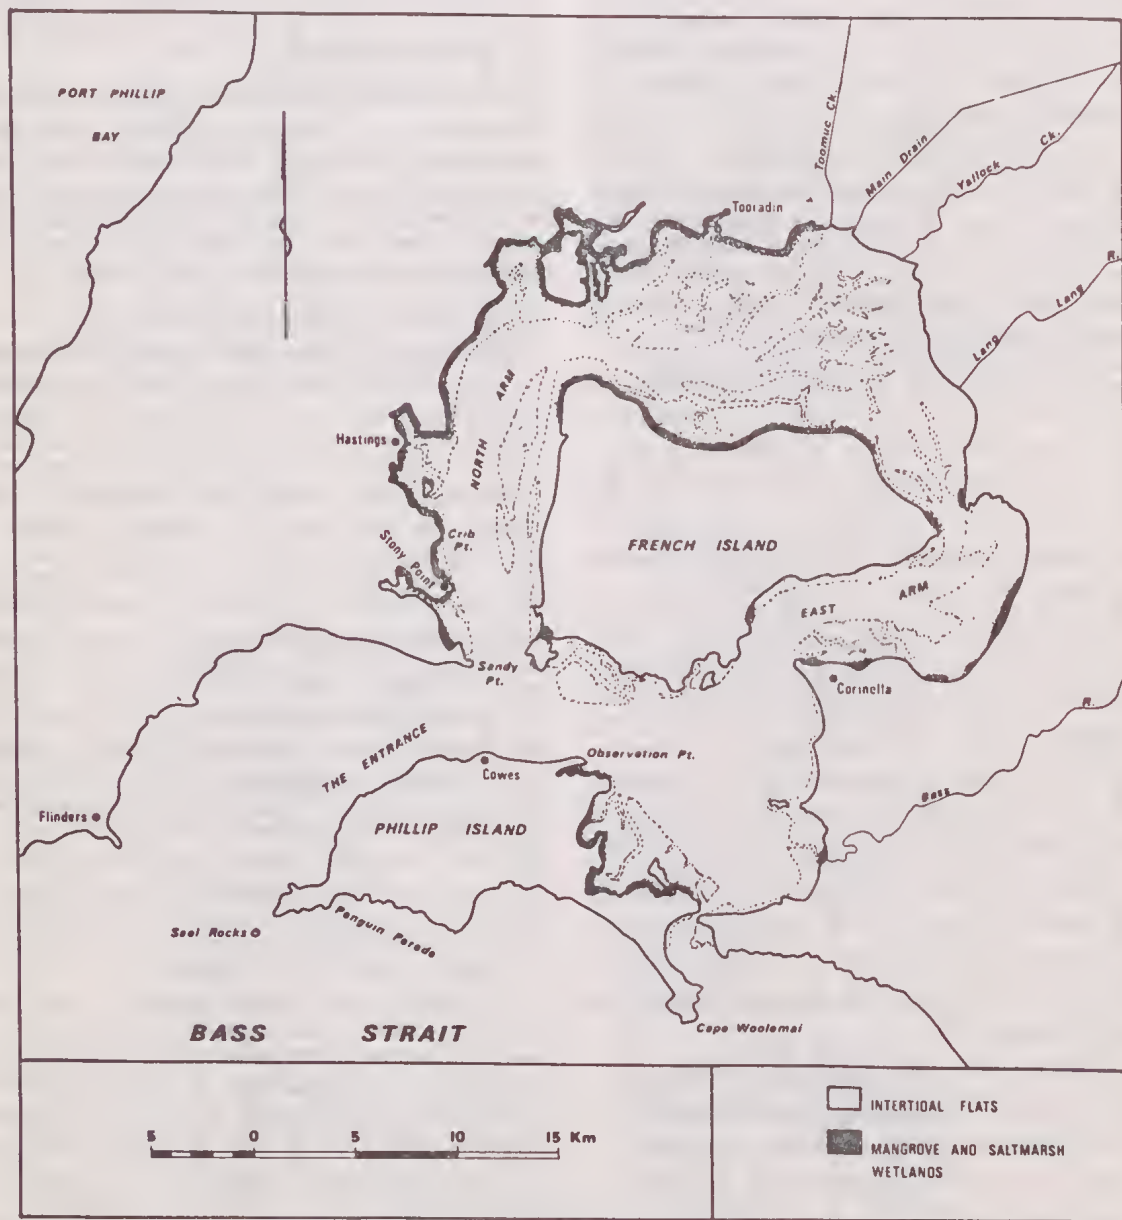 PORT PHILLIP
BAY
Toomuc Ck.
Main Drain
Yallock Ck.
Tooradin
Lang Lang R.
NORTH ARM
Hastings
Crib
Pt.
Stony Point
FRENCH ISLAND
EAST ARM
Sandy
Pt.
Corinella
Bass R.
THE ENTRANCE
Observation Pt.
Cowes
Flinders
PHILLIP ISLAND
Seal Rocks
Penguin Parade
Cape Woolamai
BASS STRAIT
5 0 5 10 15 Km
INTERTIDAL FLATS
MANGROVE AND SALTMARSH
WETLANDS